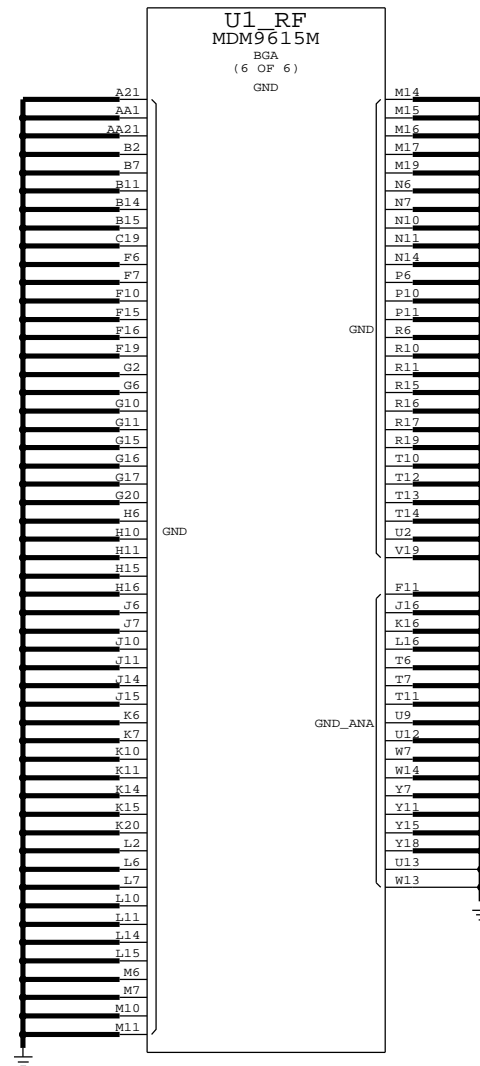 U1_RF
MDM9615M
BGA
(6 OF 6)
GND
A21
AA1
AA21
B2
B7
B11
B14
B15
C19
F6
F7
F10
F15
F16
F19
G2
G6
G10
G11
G15
G16
G17
G20
H6
H10
H11
H15
H16
J6
J7
J10
J11
J14
J15
K6
K7
K10
K11
K14
K15
K20
L2
L6
L7
L10
L11
L14
L15
M6
M7
M10
M11
GND
M14
M15
M16
M17
M19
N6
N7
N10
N11
N14
P6
P10
P11
R6
R10
R11
R15
R16
R17
R19
T10
T12
T13
T14
U2
V19
GND
F11
J16
K16
L16
T6
T7
T11
U9
U12
W7
W14
Y7
Y11
Y15
Y18
U13
W13
GND_ANA